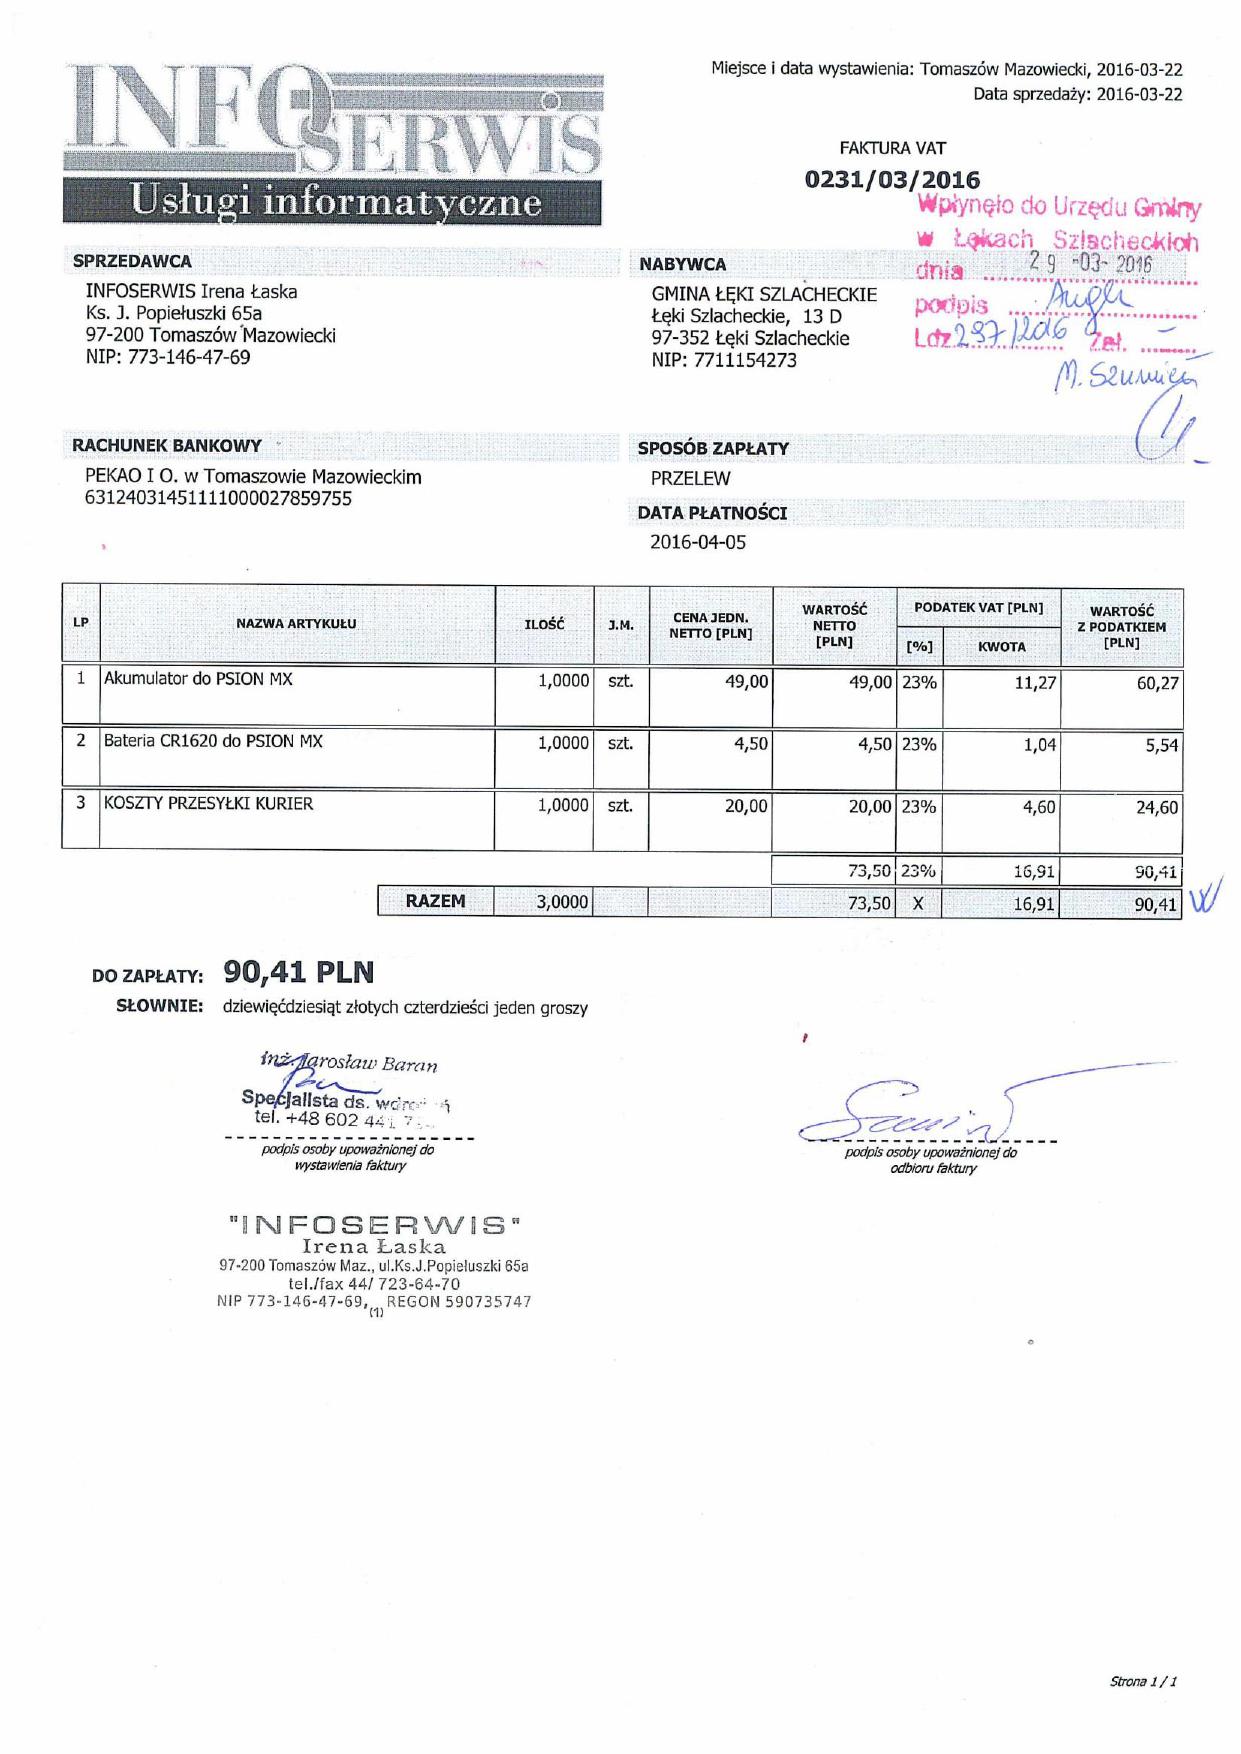 INFOSERWIS
Usługi informatyczne
Miejsce i data wystawienia: Tomaszów Mazowiecki, 2016-03-22
Data sprzedaży: 2016-03-22
FAKTURA VAT
0231/03/2016
Wpłynęło do Urzędu Gminy
w Łękach Szlacheckich
dnia 29 -03- 2016
podpis
Ldz 297/2016 Zał. –
M. Szumicń
SPRZEDAWCA
INFOSERWIS Irena Łaska
Ks. J. Popiełuszki 65a
97-200 Tomaszów Mazowiecki
NIP: 773-146-47-69
NABYWCA
GMINA ŁĘKI SZLACHECKIE
Łęki Szlacheckie, 13 D
97-352 Łęki Szlacheckie
NIP: 7711154273
RACHUNEK BANKOWY
PEKAO I O. w Tomaszowie Mazowieckim
63124031451111000027859755
SPOSÓB ZAPŁATY
PRZELEW
DATA PŁATNOŚCI
2016-04-05
LP NAZWA ARTYKUŁU ILOŚĆ J.M. CENA JEDN. NETTO [PLN] WARTOŚĆ NETTO [PLN] PODATEK VAT [PLN] [%] KWOTA WARTOŚĆ Z PODATKIEM [PLN]
1 Akumulator do PSION MX 1,0000 szt. 49,00 49,00 23% 11,27 60,27
2 Bateria CR1620 do PSION MX 1,0000 szt. 4,50 4,50 23% 1,04 5,54
3 KOSZTY PRZESYŁKI KURIER 1,0000 szt. 20,00 20,00 23% 4,60 24,60
73,50 23% 16,91 90,41
RAZEM 3,0000 73,50 X 16,91 90,41
DO ZAPŁATY: 90,41 PLN
SŁOWNIE: dziewięćdziesiąt złotych czterdzieści jeden groszy
inż. Jarosław Baran
Specjalista ds.
tel. +48 602 441
podpis osoby upoważnionej do
wystawienia faktury
podpis osoby upoważnionej do
odbioru faktury
"INFOSERWIS"
Irena Łaska
97-200 Tomaszów Maz., ul.Ks.J.Popiełuszki 65a
tel./fax 44/ 723-64-70
NIP 773-146-47-69, (1) REGON 590735747
Strona 1 / 1